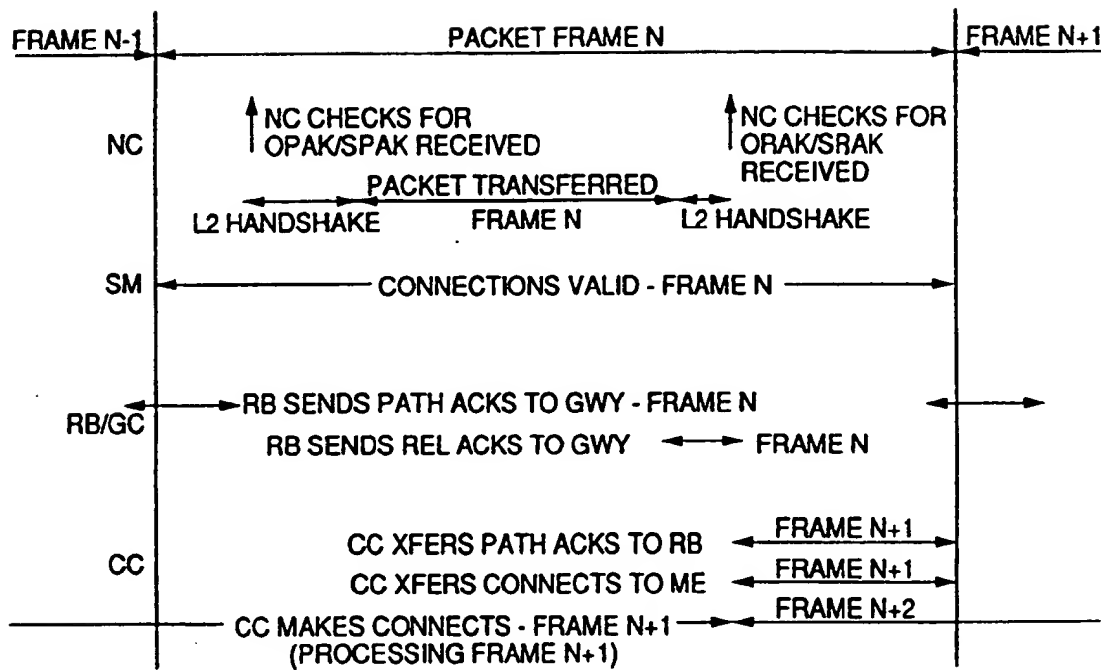 FRAME N-1
PACKET FRAME N
FRAME N+1
NC
NC CHECKS FOR
OPAK/SPAK RECEIVED
NC CHECKS FOR
ORAK/SRAK
RECEIVED
PACKET TRANSFERRED
L2 HANDSHAKE
FRAME N
L2 HANDSHAKE
SM
CONNECTIONS VALID - FRAME N
RB/GC
RB SENDS PATH ACKS TO GWY - FRAME N
RB SENDS REL ACKS TO GWY
FRAME N
CC
CC XFERS PATH ACKS TO RB
FRAME N+1
CC XFERS CONNECTS TO ME
FRAME N+1
CC MAKES CONNECTS - FRAME N+1
(PROCESSING FRAME N+1)
FRAME N+2